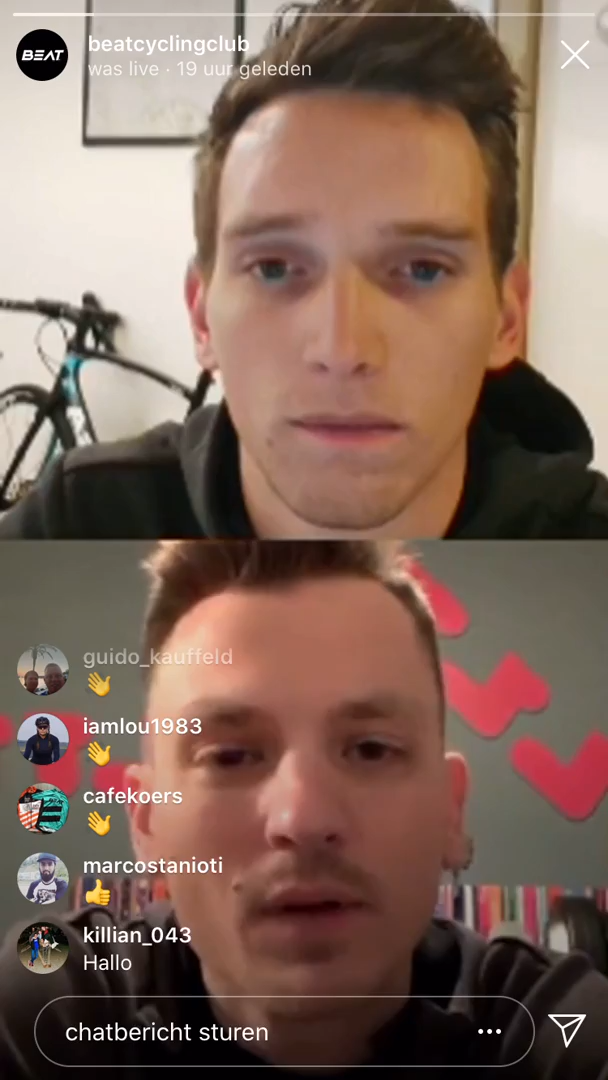 BEAT
beatcyclingclub
was live · 19 uur geleden
guido_kauffeld
👋
iamlou1983
👋
cafekoers
👋
marcostanioti
👍
killian_043
Hallo
chatbericht sturen